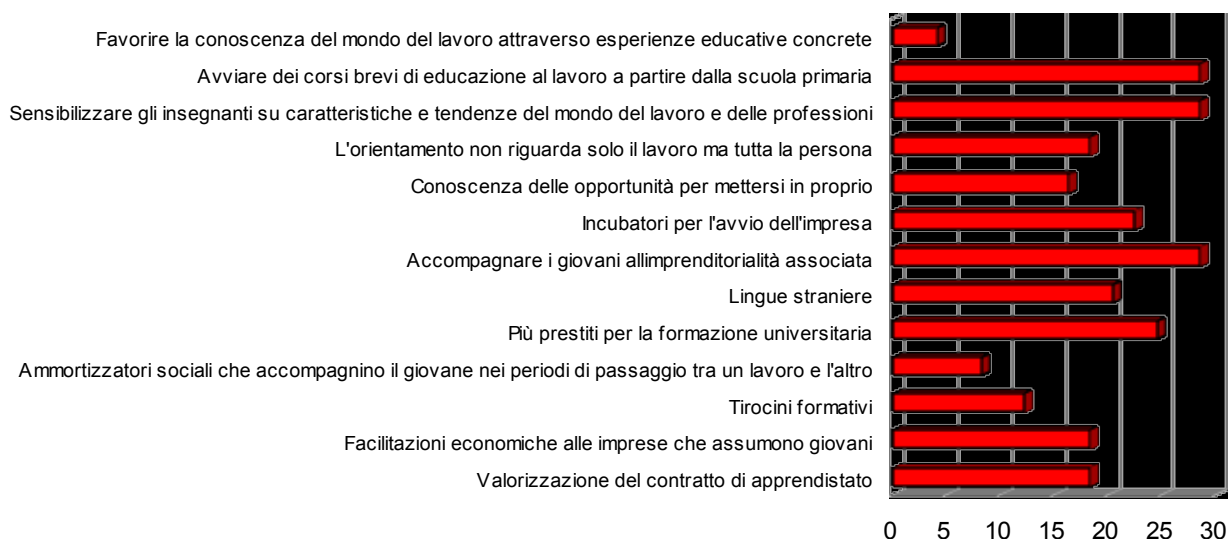 Favorire la conoscenza del mondo del lavoro attraverso esperienze educative concrete
Avviare dei corsi brevi di educazione al lavoro a partire dalla scuola primaria
Sensibilizzare gli insegnanti su caratteristiche e tendenze del mondo del lavoro e delle professioni
L'orientamento non riguarda solo il lavoro ma tutta la persona
Conoscenza delle opportunità per mettersi in proprio
Incubatori per l'avvio dell'impresa
Accompagnare i giovani allimprenditorialità associata
Lingue straniere
Più prestiti per la formazione universitaria
Ammortizzatori sociali che accompagnino il giovane nei periodi di passaggio tra un lavoro e l'altro
Tirocini formativi
Facilitazioni economiche alle imprese che assumono giovani
Valorizzazione del contratto di apprendistato
0 5 10 15 20 25 30